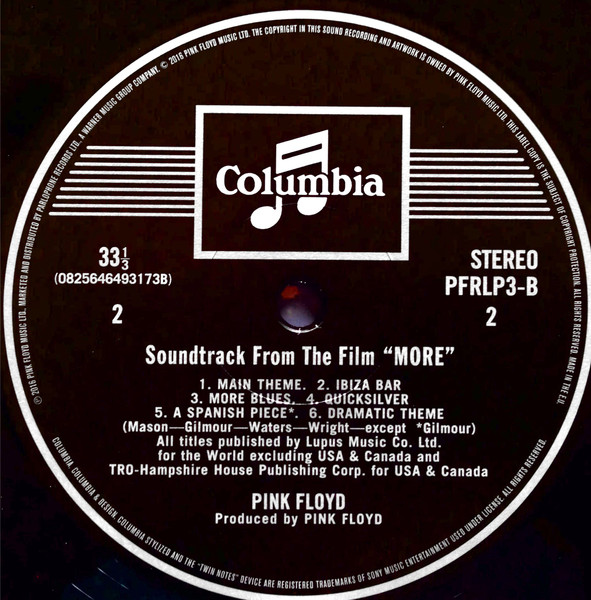 ℗ 2016 PINK FLOYD MUSIC LTD. MARKETED AND DISTRIBUTED BY PARLOPHONE RECORDS LTD. A WARNER MUSIC GROUP COMPANY. © 2016 PINK FLOYD MUSIC LTD. THE COPYRIGHT IN THIS SOUND RECORDING AND ARTWORK IS OWNED BY PINK FLOYD MUSIC LTD. THIS LABEL COPY IS THE SUBJECT OF COPYRIGHT PROTECTION. ALL RIGHTS RESERVED. MADE IN THE E.U.
Columbia
33⅓
(0825646493173B)
2
STEREO
PFRLP3-B
2
Soundtrack From The Film “MORE”
1. MAIN THEME. 2. IBIZA BAR
3. MORE BLUES. 4. QUICKSILVER
5. A SPANISH PIECE*. 6. DRAMATIC THEME
(Mason—Gilmour—Waters—Wright—except *Gilmour)
All titles published by Lupus Music Co. Ltd.
for the World excluding USA & Canada and
TRO-Hampshire House Publishing Corp. for USA & Canada
PINK FLOYD
Produced by PINK FLOYD
COLUMBIA, COLUMBIA & DESIGN, COLUMBIA STYLIZED AND THE “TWIN NOTES” DEVICE ARE REGISTERED TRADEMARKS OF SONY MUSIC ENTERTAINMENT. USED UNDER LICENSE. ALL RIGHTS RESERVED.